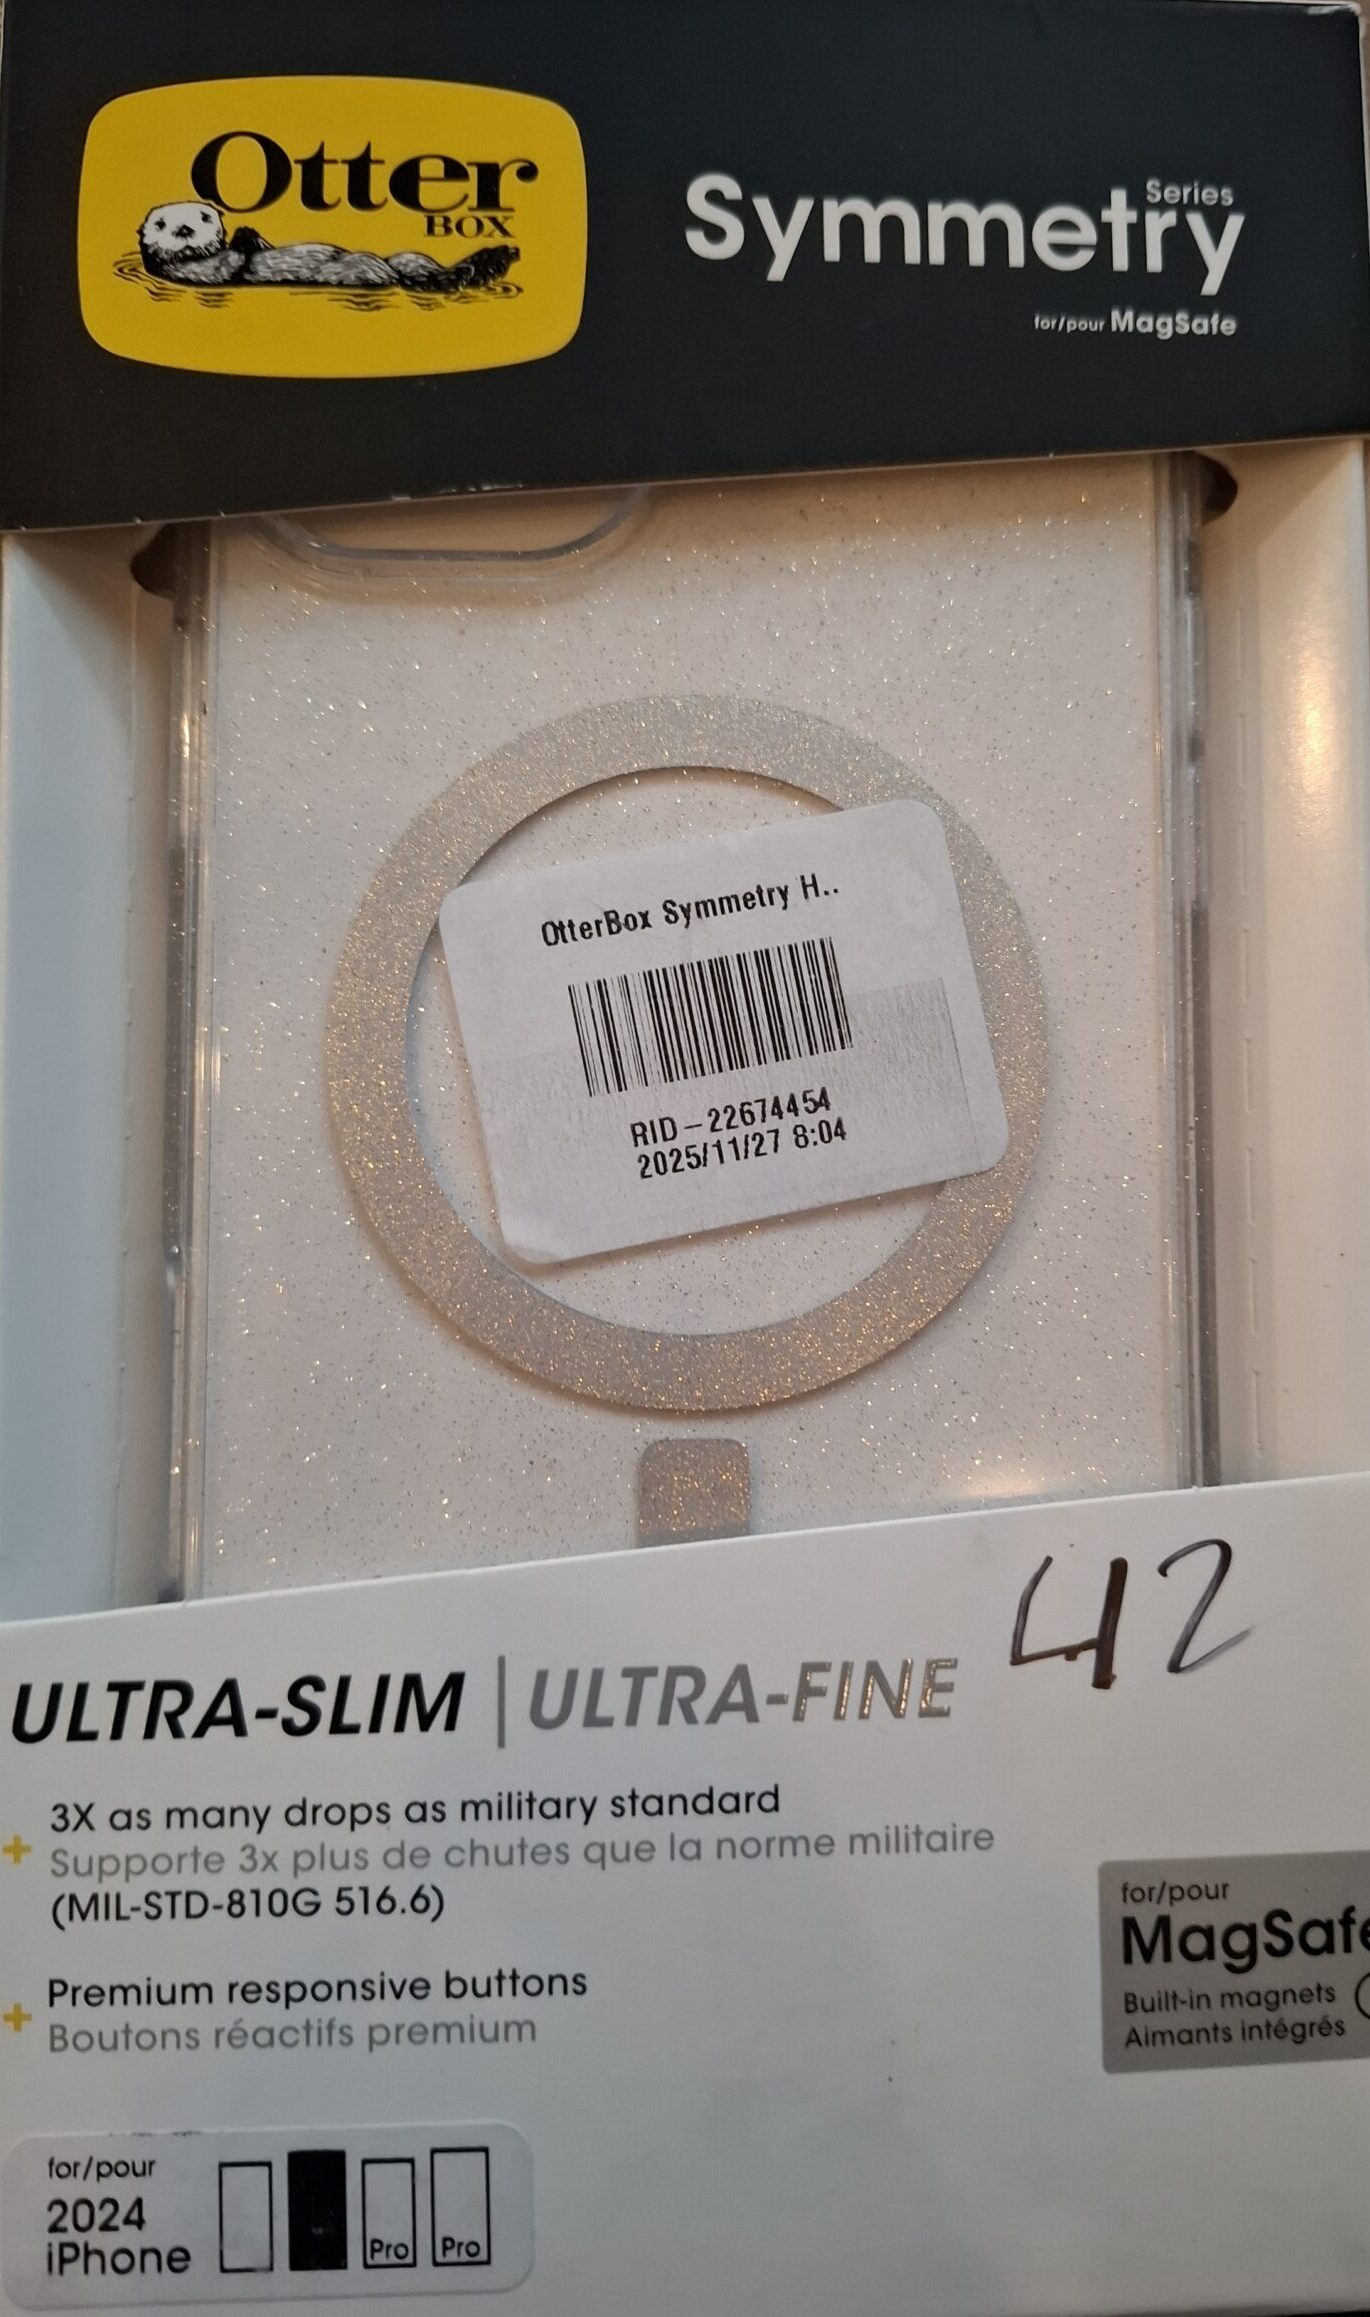 Otter
BOX
Symmetry Series
for/pour MagSafe
OtterBox Symmetry H..
RID-22674454
2025/11/27 8:04
42
ULTRA-SLIM | ULTRA-FINE
+ 3X as many drops as military standard
Supporte 3x plus de chutes que la norme militaire
(MIL-STD-810G 516.6)
+ Premium responsive buttons
Boutons réactifs premium
for/pour
MagSafe
Built-in magnets
Aimants intégrés
for/pour
2024
iPhone
Pro Pro